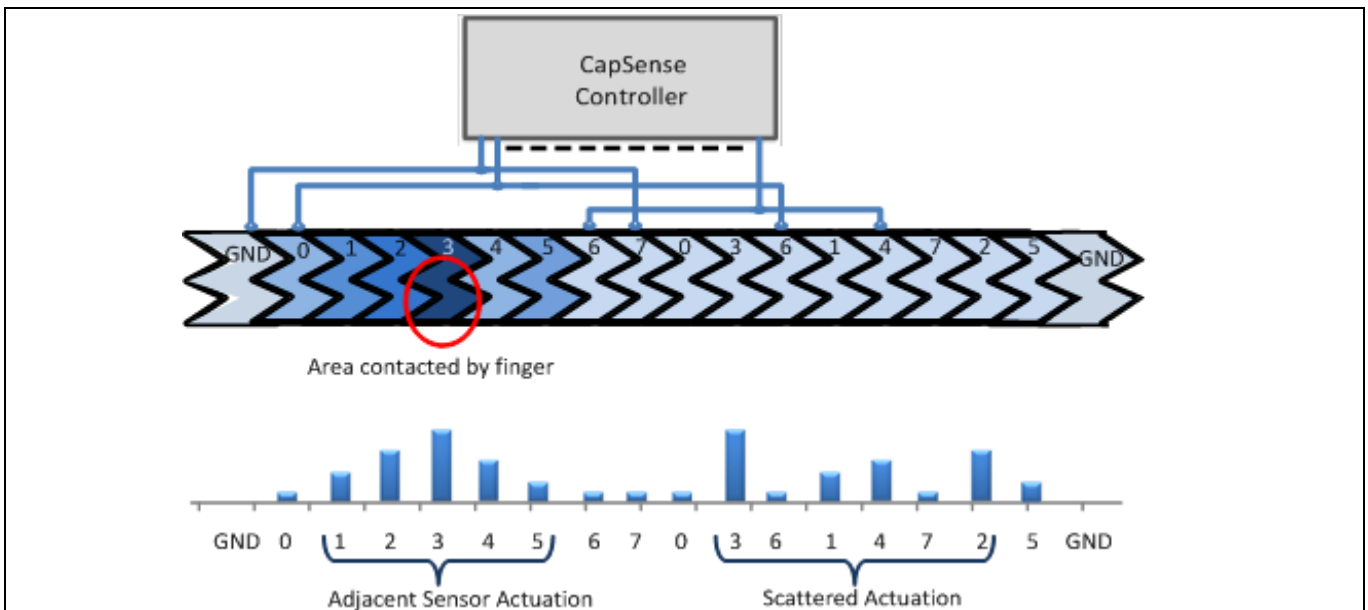 CapSense
Controller
GND 0 1 2 3 4 5 6 7 0 3 6 1 4 7 2 5 GND
Area contacted by finger
GND 0 1 2 3 4 5 6 7 0 3 6 1 4 7 2 5 GND
Adjacent Sensor Actuation Scattered Actuation